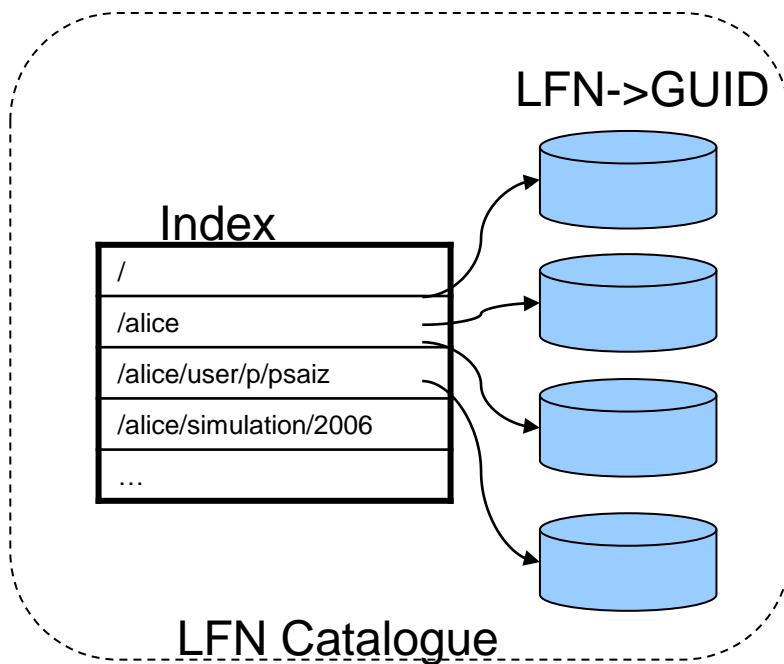 LFN->GUID
Index
/
/alice
/alice/user/p/psaiz
/alice/simulation/2006
…
LFN Catalogue